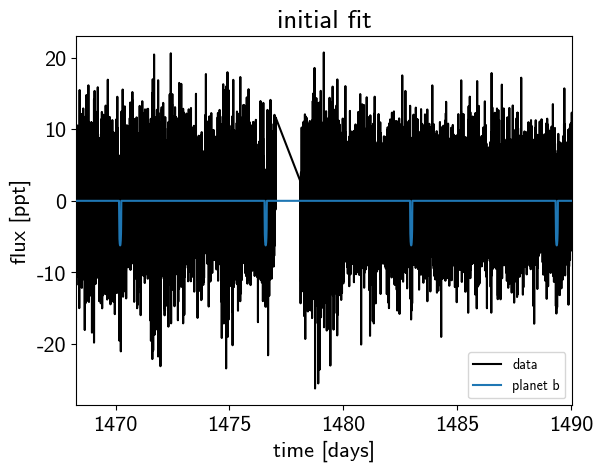 initial fit
20
10
0
-10
-20
flux [ppt]
1470
1475
1480
1485
1490
time [days]
data
planet b